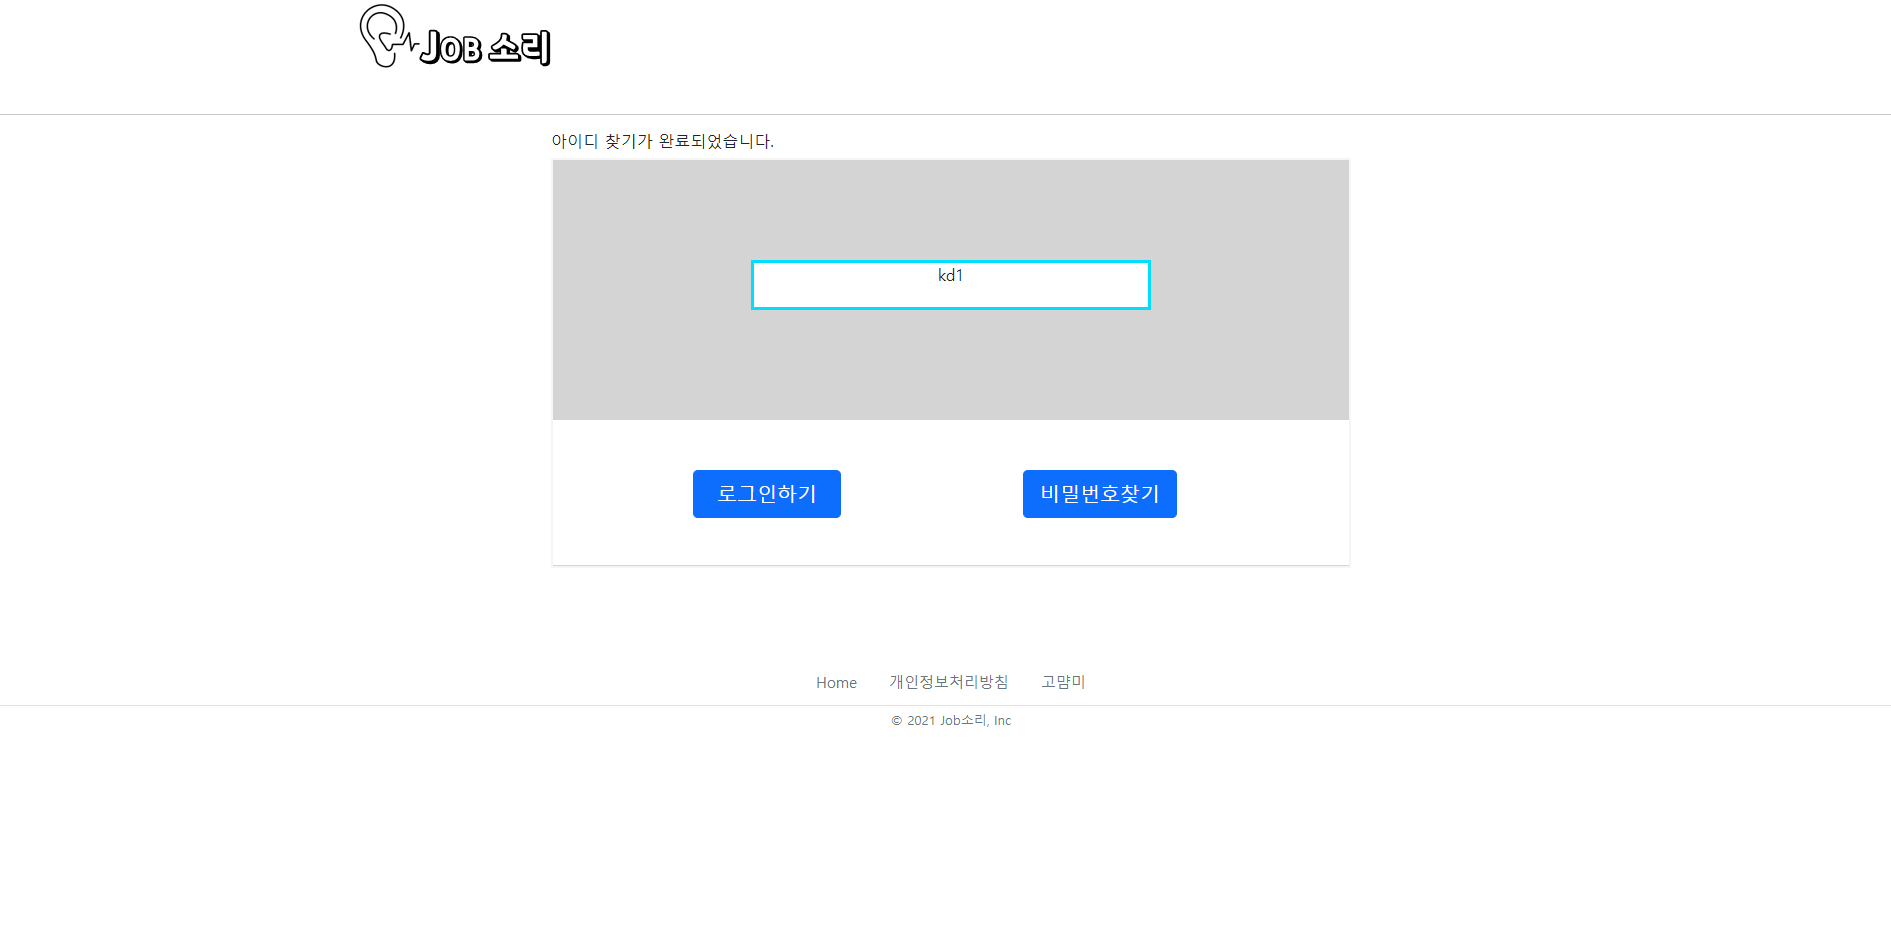 JOB 소리
아이디 찾기가 완료되었습니다.
kd1
로그인하기
비밀번호찾기
Home 개인정보처리방침 고먐미
© 2021 Job소리, Inc